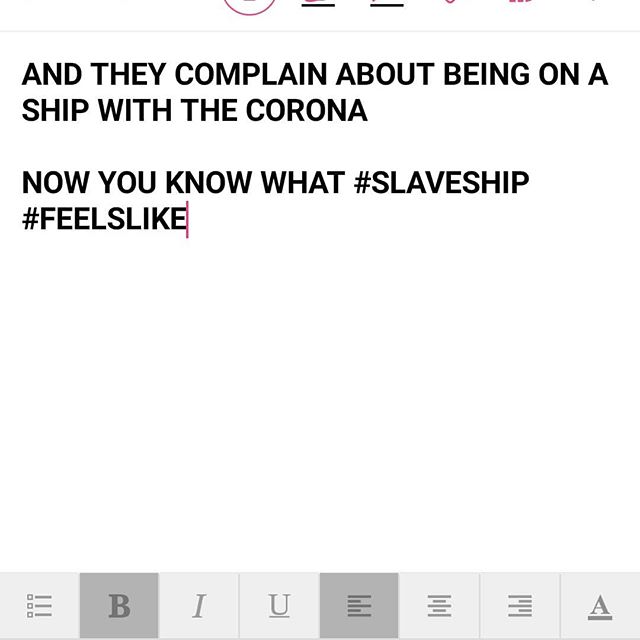 AND THEY COMPLAIN ABOUT BEING ON A
SHIP WITH THE CORONA
NOW YOU KNOW WHAT #SLAVESHIP
#FEELSLIKE
B I U A